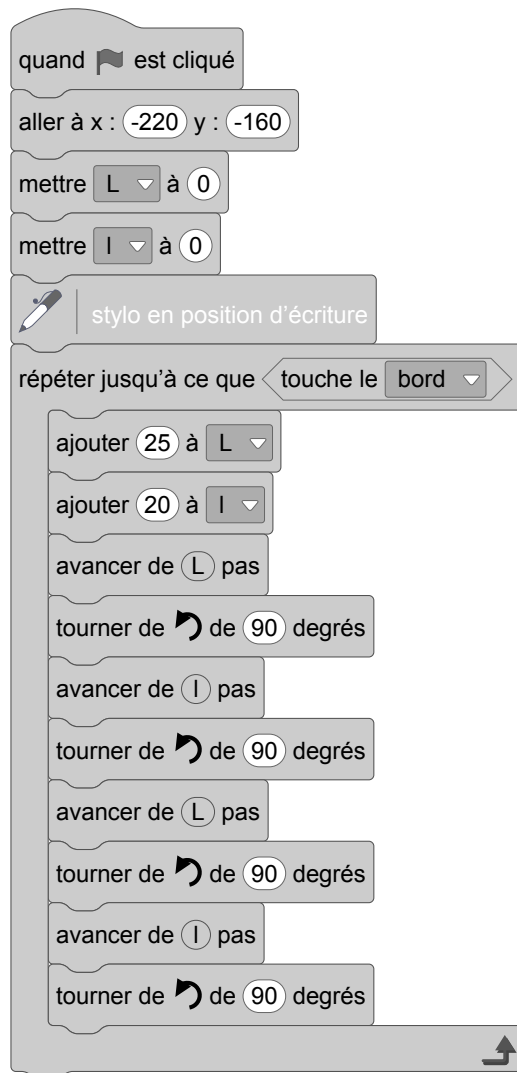 quand est cliqué
aller à x : -220 y : -160
mettre L à 0
mettre l à 0
stylo en position d’écriture
répéter jusqu’à ce que touche le bord
ajouter 25 à L
ajouter 20 à l
avancer de L pas
tourner de de 90 degrés
avancer de l pas
tourner de de 90 degrés
avancer de L pas
tourner de de 90 degrés
avancer de l pas
tourner de de 90 degrés